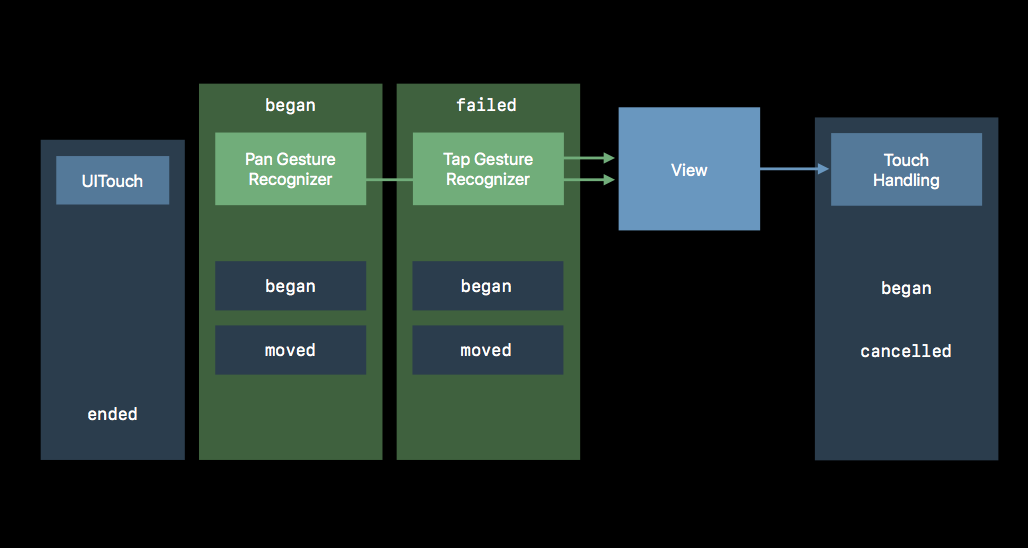 began
failed
UITouch
Pan Gesture
Recognizer
Tap Gesture
Recognizer
View
Touch
Handling
began
began
began
moved
moved
cancelled
ended